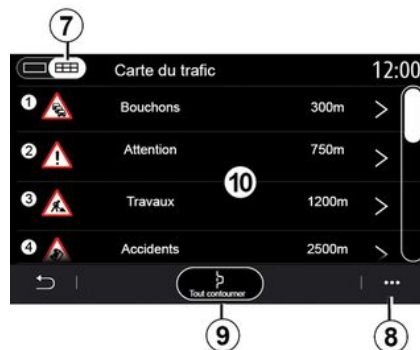 7
Carte du trafic 12:00
1 Bouchons 300m
2 Attention 750m
10
3 Travaux 1200m
4 Accidents 2500m
Tout contourner
9 8